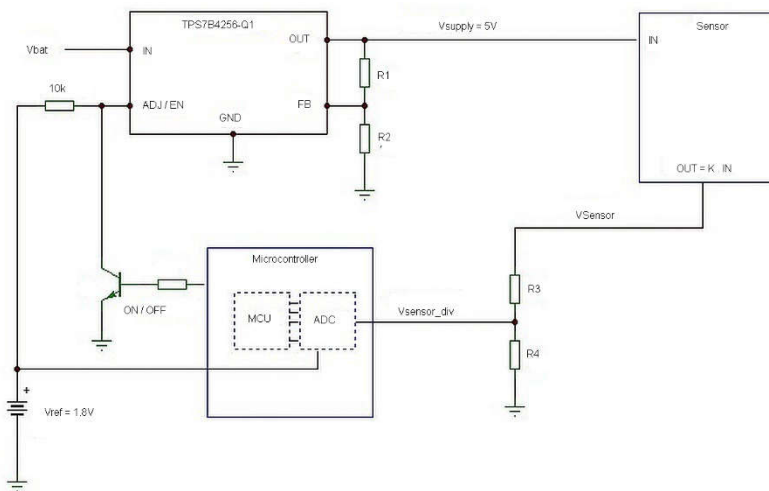 TPS7B4256-Q1
Vbat
IN
OUT
Vsupply = 5V
IN
Sensor
R1
10k
ADJ / EN
FB
GND
R2
OUT = K IN
VSensor
Microcontroller
R3
MCU
ADC
Vsensor_div
ON / OFF
R4
+
Vref = 1.8V